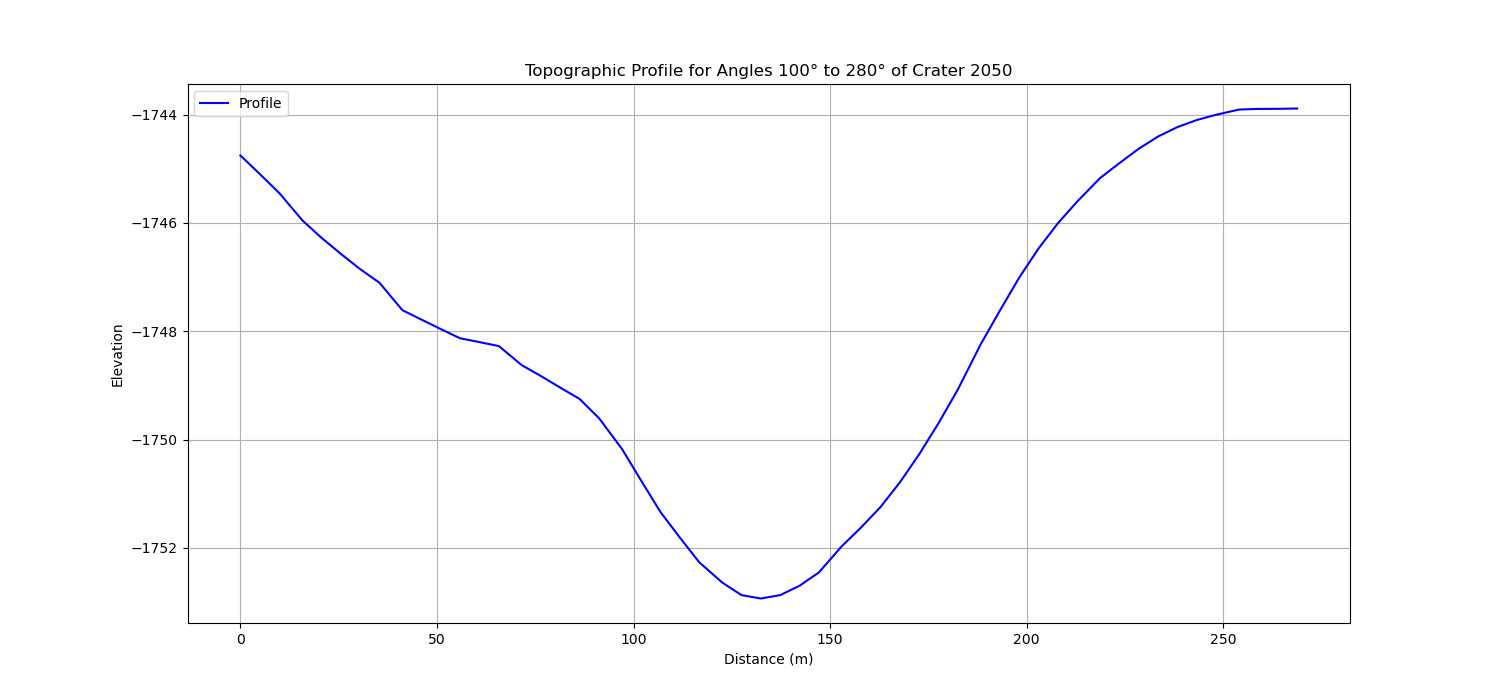 Topographic Profile for Angles 100° to 280° of Crater 2050
Profile
−1744
−1746
−1748
−1750
−1752
Elevation
0
50
100
150
200
250
Distance (m)